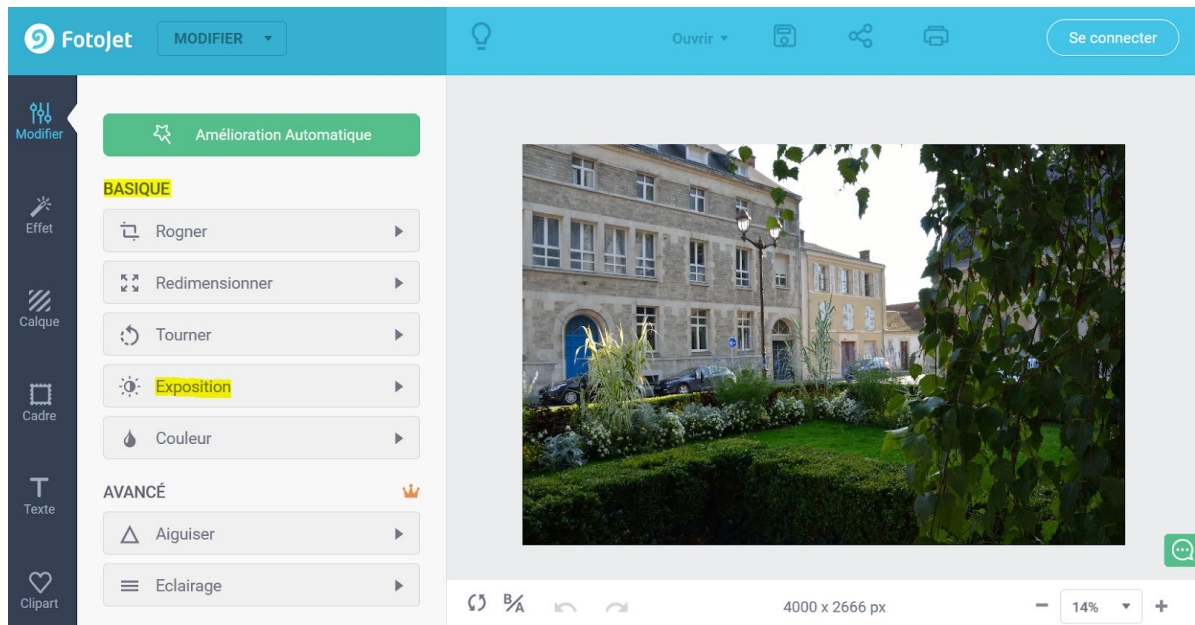 FotoJet
MODIFIER
Ouvrir
Se connecter
Modifier
Effet
Calque
Cadre
Texte
Clipart
Amélioration Automatique
BASIQUE
Rogner
Redimensionner
Tourner
Exposition
Couleur
AVANCÉ
Aiguiser
Eclairage
B/A
4000 x 2666 px
14%